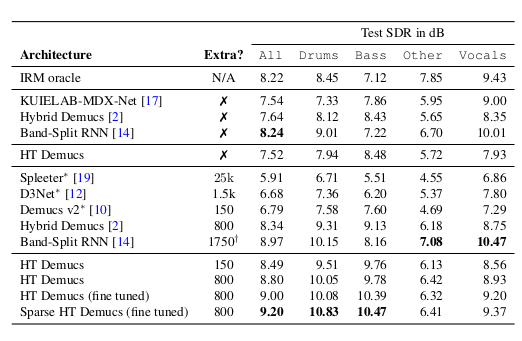 Test SDR in dB
Architecture Extra? All Drums Bass Other Vocals
IRM oracle N/A 8.22 8.45 7.12 7.85 9.43
KUIELAB-MDX-Net [17] ✗ 7.54 7.33 7.86 5.95 9.00
Hybrid Demucs [2] ✗ 7.64 8.12 8.43 5.65 8.35
Band-Split RNN [14] ✗ 8.24 9.01 7.22 6.70 10.01
HT Demucs ✗ 7.52 7.94 8.48 5.72 7.93
Spleeter* [19] 25k 5.91 6.71 5.51 4.55 6.86
D3Net* [12] 1.5k 6.68 7.36 6.20 5.37 7.80
Demucs v2* [10] 150 6.79 7.58 7.60 4.69 7.29
Hybrid Demucs [2] 800 8.34 9.31 9.13 6.18 8.75
Band-Split RNN [14] 1750† 8.97 10.15 8.16 7.08 10.47
HT Demucs 150 8.49 9.51 9.76 6.13 8.56
HT Demucs 800 8.80 10.05 9.78 6.42 8.93
HT Demucs (fine tuned) 800 9.00 10.08 10.39 6.32 9.20
Sparse HT Demucs (fine tuned) 800 9.20 10.83 10.47 6.41 9.37